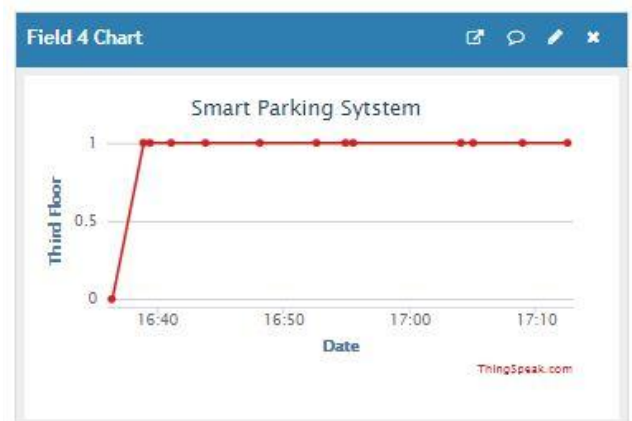 Field 4 Chart
Smart Parking Sytstem
1
0.5
0
Third Floor
16:40 16:50 17:00 17:10
Date
ThingSpeak.com